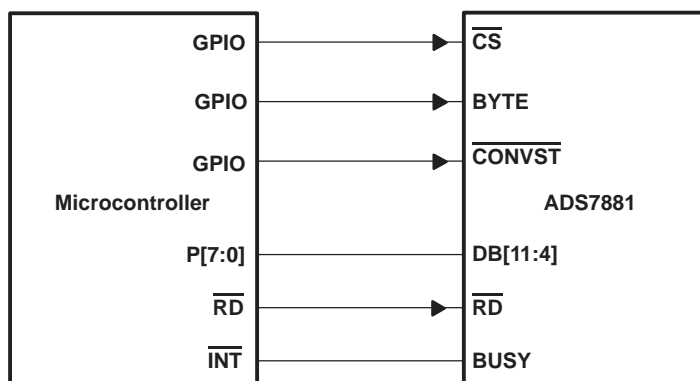 GPIO CS
GPIO BYTE
GPIO CONVST
Microcontroller ADS7881
P[7:0] DB[11:4]
RD RD
INT BUSY